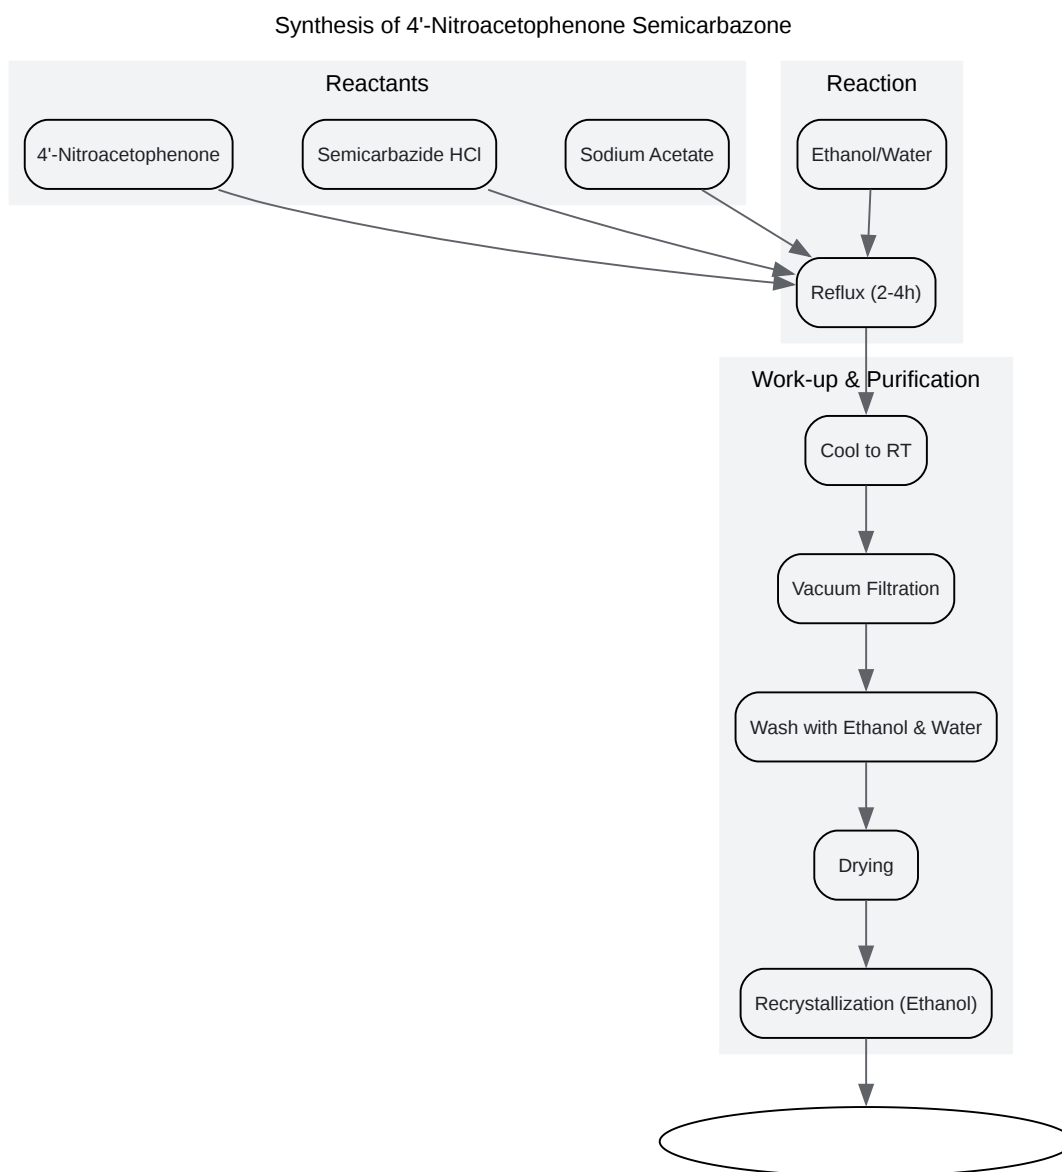 Synthesis of 4'-Nitroacetophenone Semicarbazone
Reactants
Reaction
4'-Nitroacetophenone
Semicarbazide HCl
Sodium Acetate
Ethanol/Water
Reflux (2-4h)
Work-up & Purification
Cool to RT
Vacuum Filtration
Wash with Ethanol & Water
Drying
Recrystallization (Ethanol)